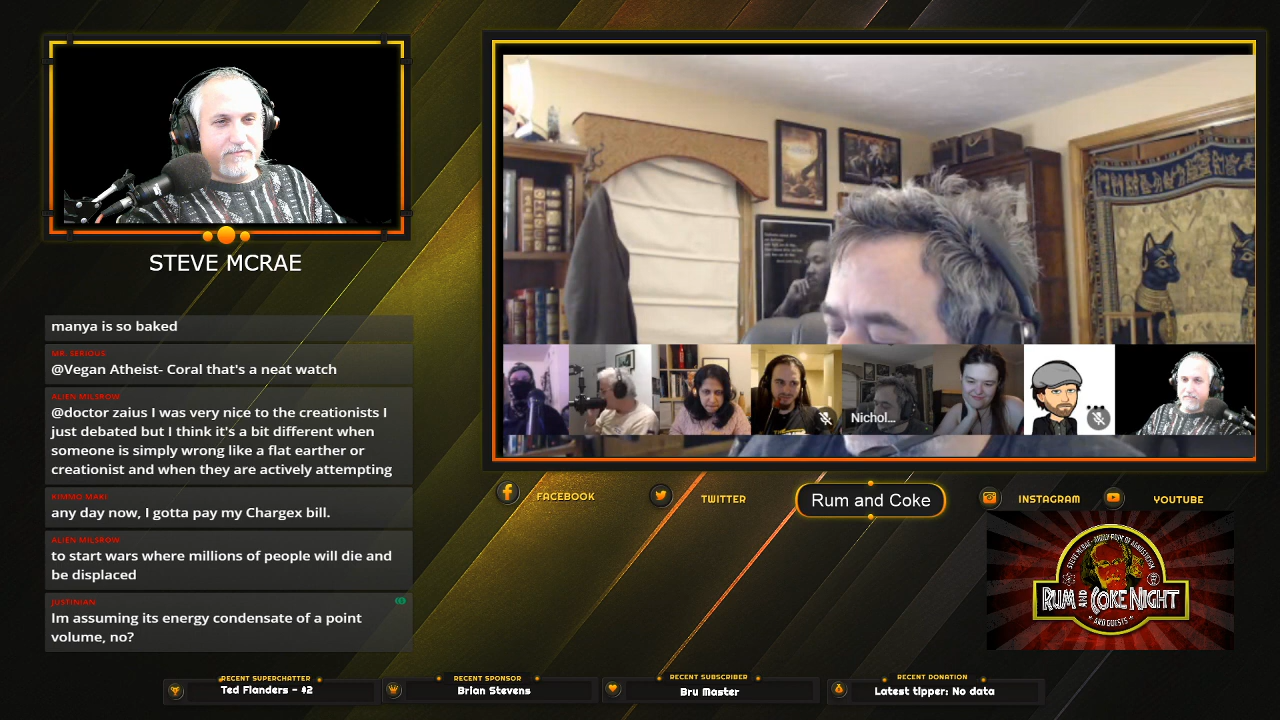 STEVE MCRAE
manya is so baked
MR. SERIOUS
@Vegan Atheist- Coral that's a neat watch
ALIEN MILSROW
@doctor zaius I was very nice to the creationists I
just debated but I think it's a bit different when
someone is simply wrong like a flat earther or
creationist and when they are actively attempting
KIMMO MAKI
any day now, I gotta pay my Chargex bill.
ALIEN MILSROW
to start wars where millions of people will die and
be displaced
JUSTINIAN
Im assuming its energy condensate of a point
volume, no?
Nichol...
FACEBOOK
TWITTER
Rum and Coke
INSTAGRAM
YOUTUBE
RUM AND COKE NIGHT
AND GUESTS
RECENT SUPERCHATTER
Ted Flanders - $2
RECENT SPONSOR
Brian Stevens
RECENT SUBSCRIBER
Bru Master
RECENT DONATION
Latest tipper: No data